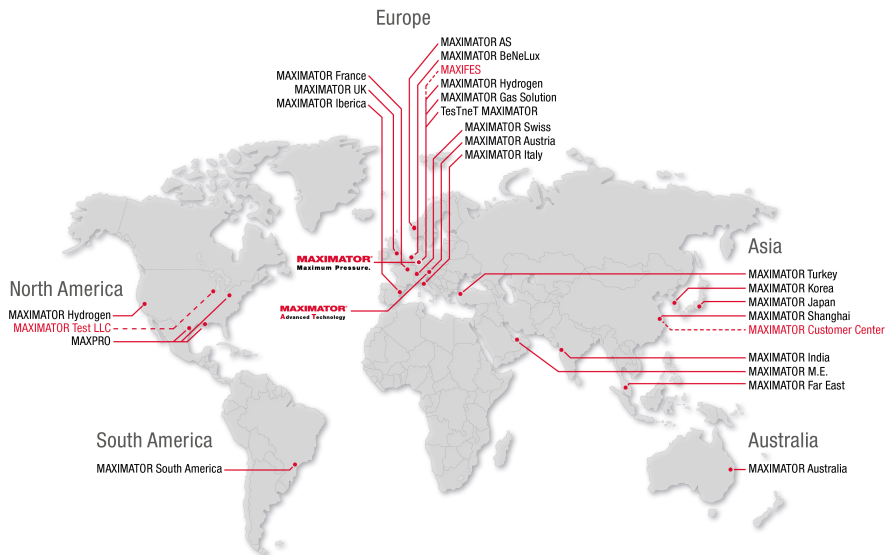 Europe
MAXIMATOR AS
MAXIMATOR BeNeLux
MAXIFES
MAXIMATOR Hydrogen
MAXIMATOR Gas Solution
TesTneT MAXIMATOR
MAXIMATOR France
MAXIMATOR UK
MAXIMATOR Iberica
MAXIMATOR Swiss
MAXIMATOR Austria
MAXIMATOR Italy
MAXIMATOR®
Maximum Pressure.
MAXIMATOR®
Advanced Technology
North America
MAXIMATOR Hydrogen
MAXIMATOR Test LLC
MAXPRO
Asia
MAXIMATOR Turkey
MAXIMATOR Korea
MAXIMATOR Japan
MAXIMATOR Shanghai
MAXIMATOR Customer Center
MAXIMATOR India
MAXIMATOR M.E.
MAXIMATOR Far East
South America
MAXIMATOR South America
Australia
MAXIMATOR Australia